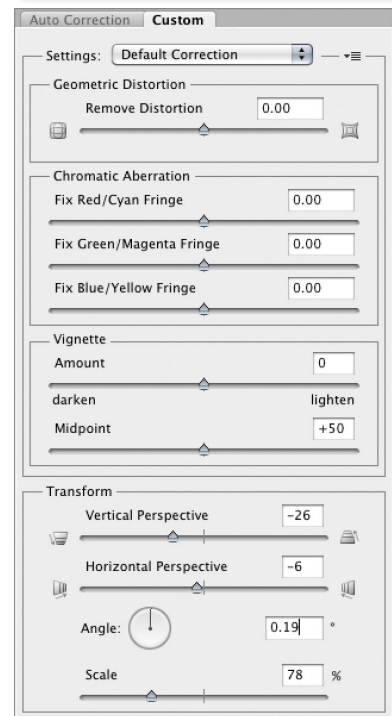 Auto Correction Custom
Settings: Default Correction
Geometric Distortion
Remove Distortion 0.00
Chromatic Aberration
Fix Red/Cyan Fringe 0.00
Fix Green/Magenta Fringe 0.00
Fix Blue/Yellow Fringe 0.00
Vignette
Amount 0
darken lighten
Midpoint +50
Transform
Vertical Perspective -26
Horizontal Perspective -6
Angle: 0.19 °
Scale 78 %